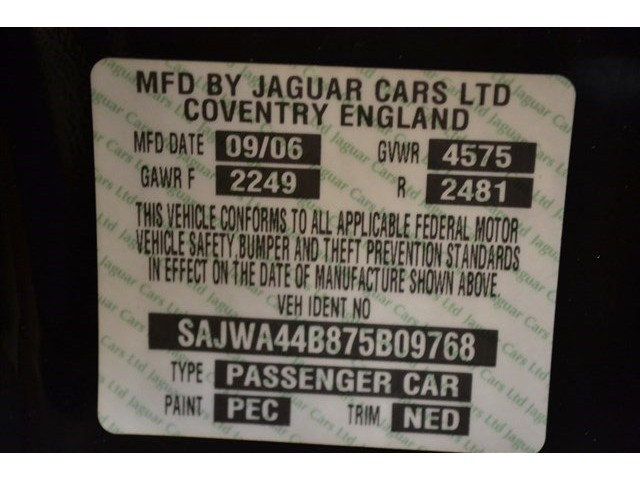 MFD BY JAGUAR CARS LTD
COVENTRY ENGLAND
MFD DATE 09/06 GVWR 4575
GAWR F 2249 R 2481
THIS VEHICLE CONFORMS TO ALL APPLICABLE FEDERAL MOTOR
VEHICLE SAFETY BUMPER AND THEFT PREVENTION STANDARDS
IN EFFECT ON THE DATE OF MANUFACTURE SHOWN ABOVE.
VEH IDENT NO
SAJWA44B875B09768
TYPE PASSENGER CAR
PAINT PEC TRIM NED